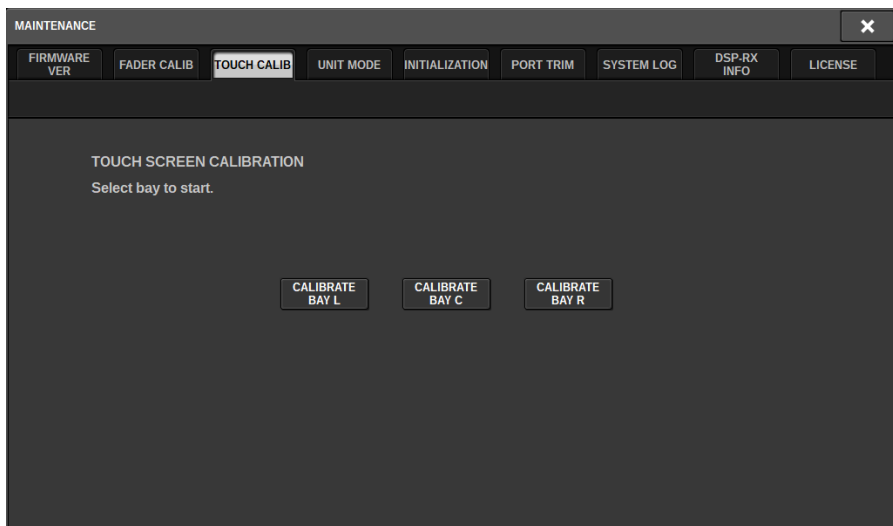 MAINTENANCE
FIRMWARE
VER
FADER CALIB
TOUCH CALIB
UNIT MODE
INITIALIZATION
PORT TRIM
SYSTEM LOG
DSP-RX
INFO
LICENSE
TOUCH SCREEN CALIBRATION
Select bay to start.
CALIBRATE
BAY L
CALIBRATE
BAY C
CALIBRATE
BAY R